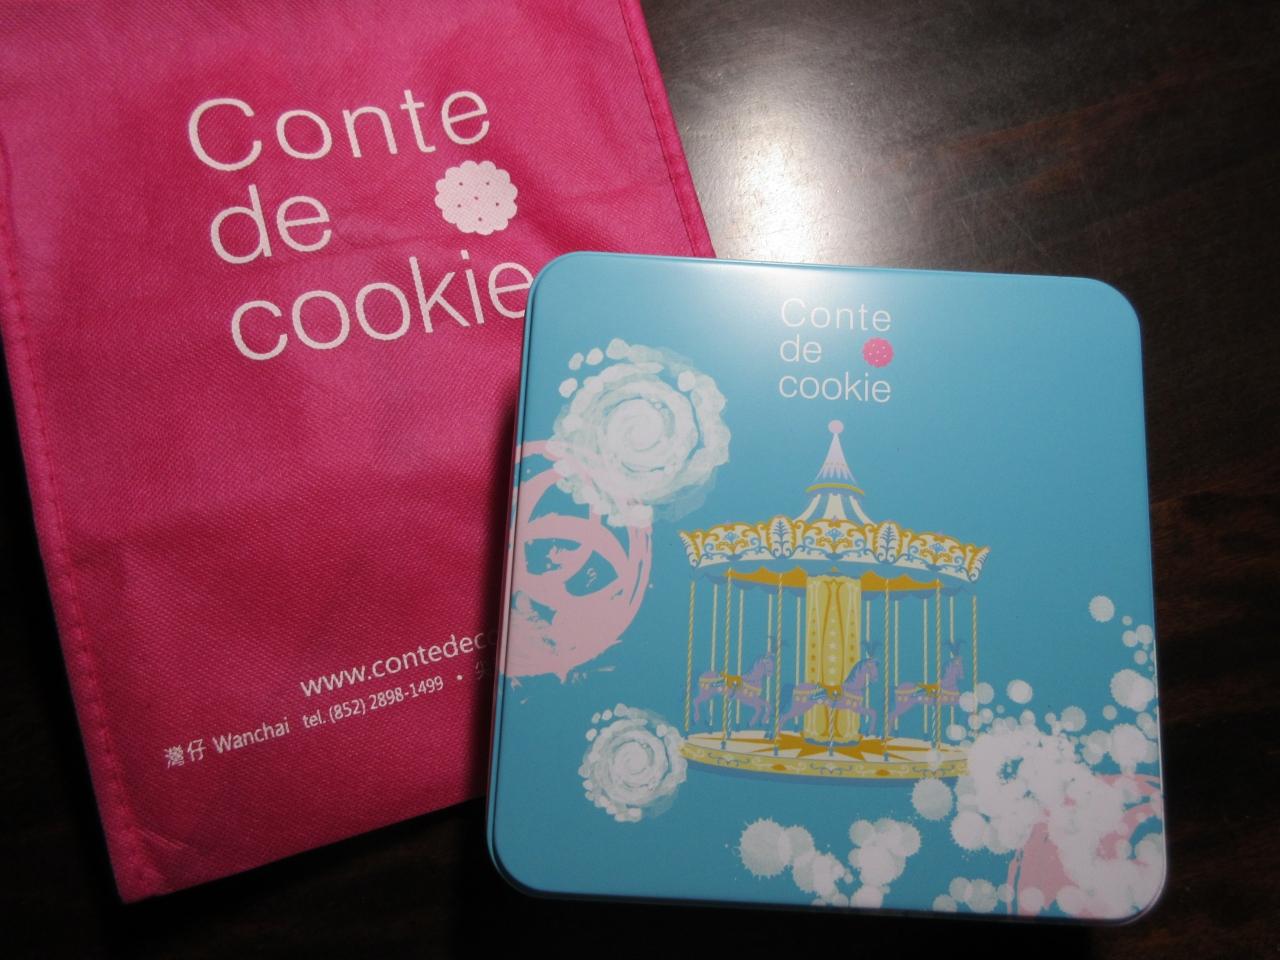 Conte
de
cookie
www.contedec
灣仔 Wanchai tel. (852) 2898-1499 •
Conte
de
cookie